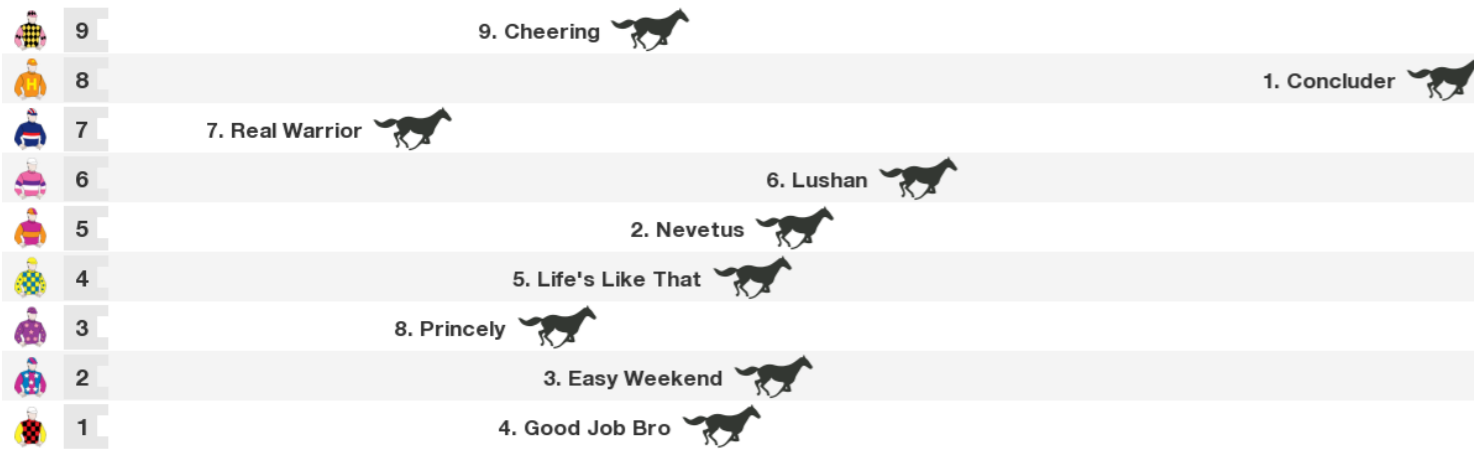 9 9. Cheering
8 1. Concluder
7 7. Real Warrior
6 6. Lushan
5 2. Nevetus
4 5. Life's Like That
3 8. Princely
2 3. Easy Weekend
1 4. Good Job Bro